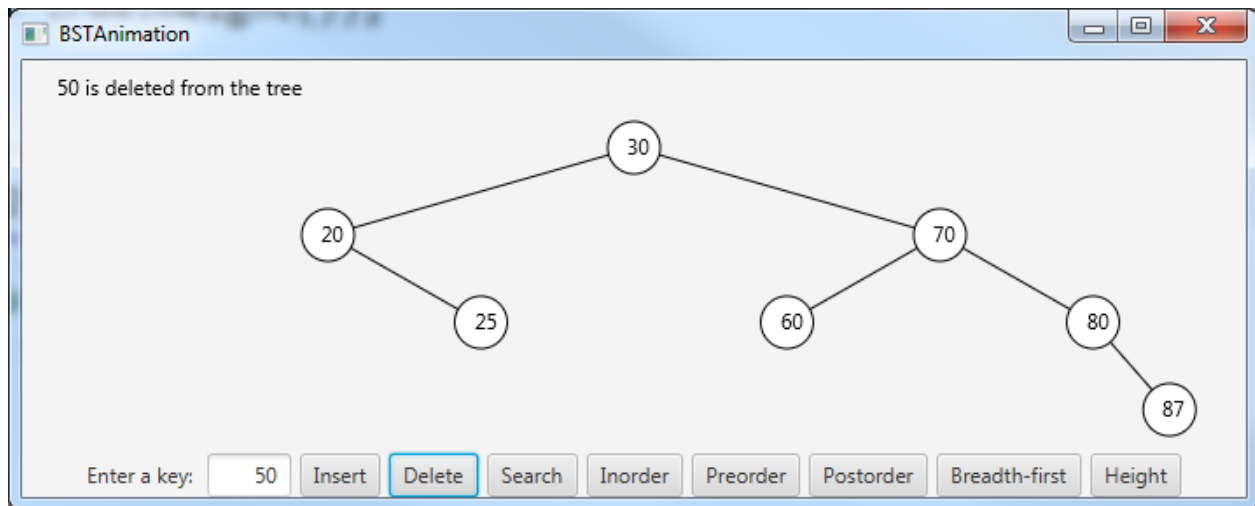 BSTAnimation
50 is deleted from the tree
30
20 70
25 60 80
87
Enter a key: 50 Insert Delete Search Inorder Preorder Postorder Breadth-first Height